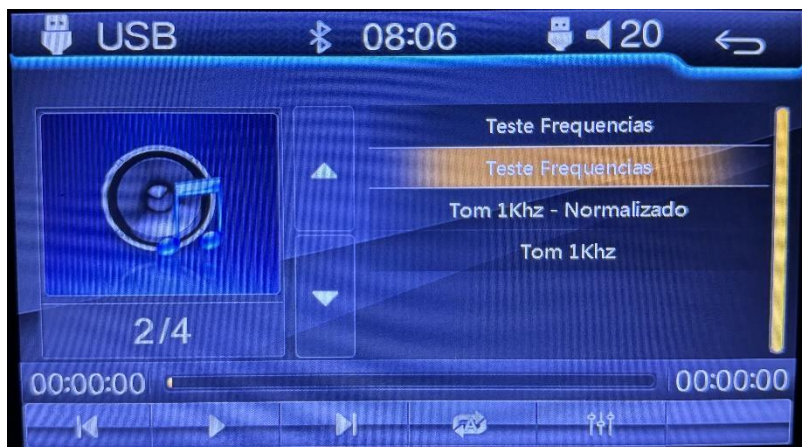 USB 08:06 20
Teste Frequencias
Teste Frequencias
Tom 1Khz - Normalizado
Tom 1Khz
2/4
00:00:00 00:00:00
A